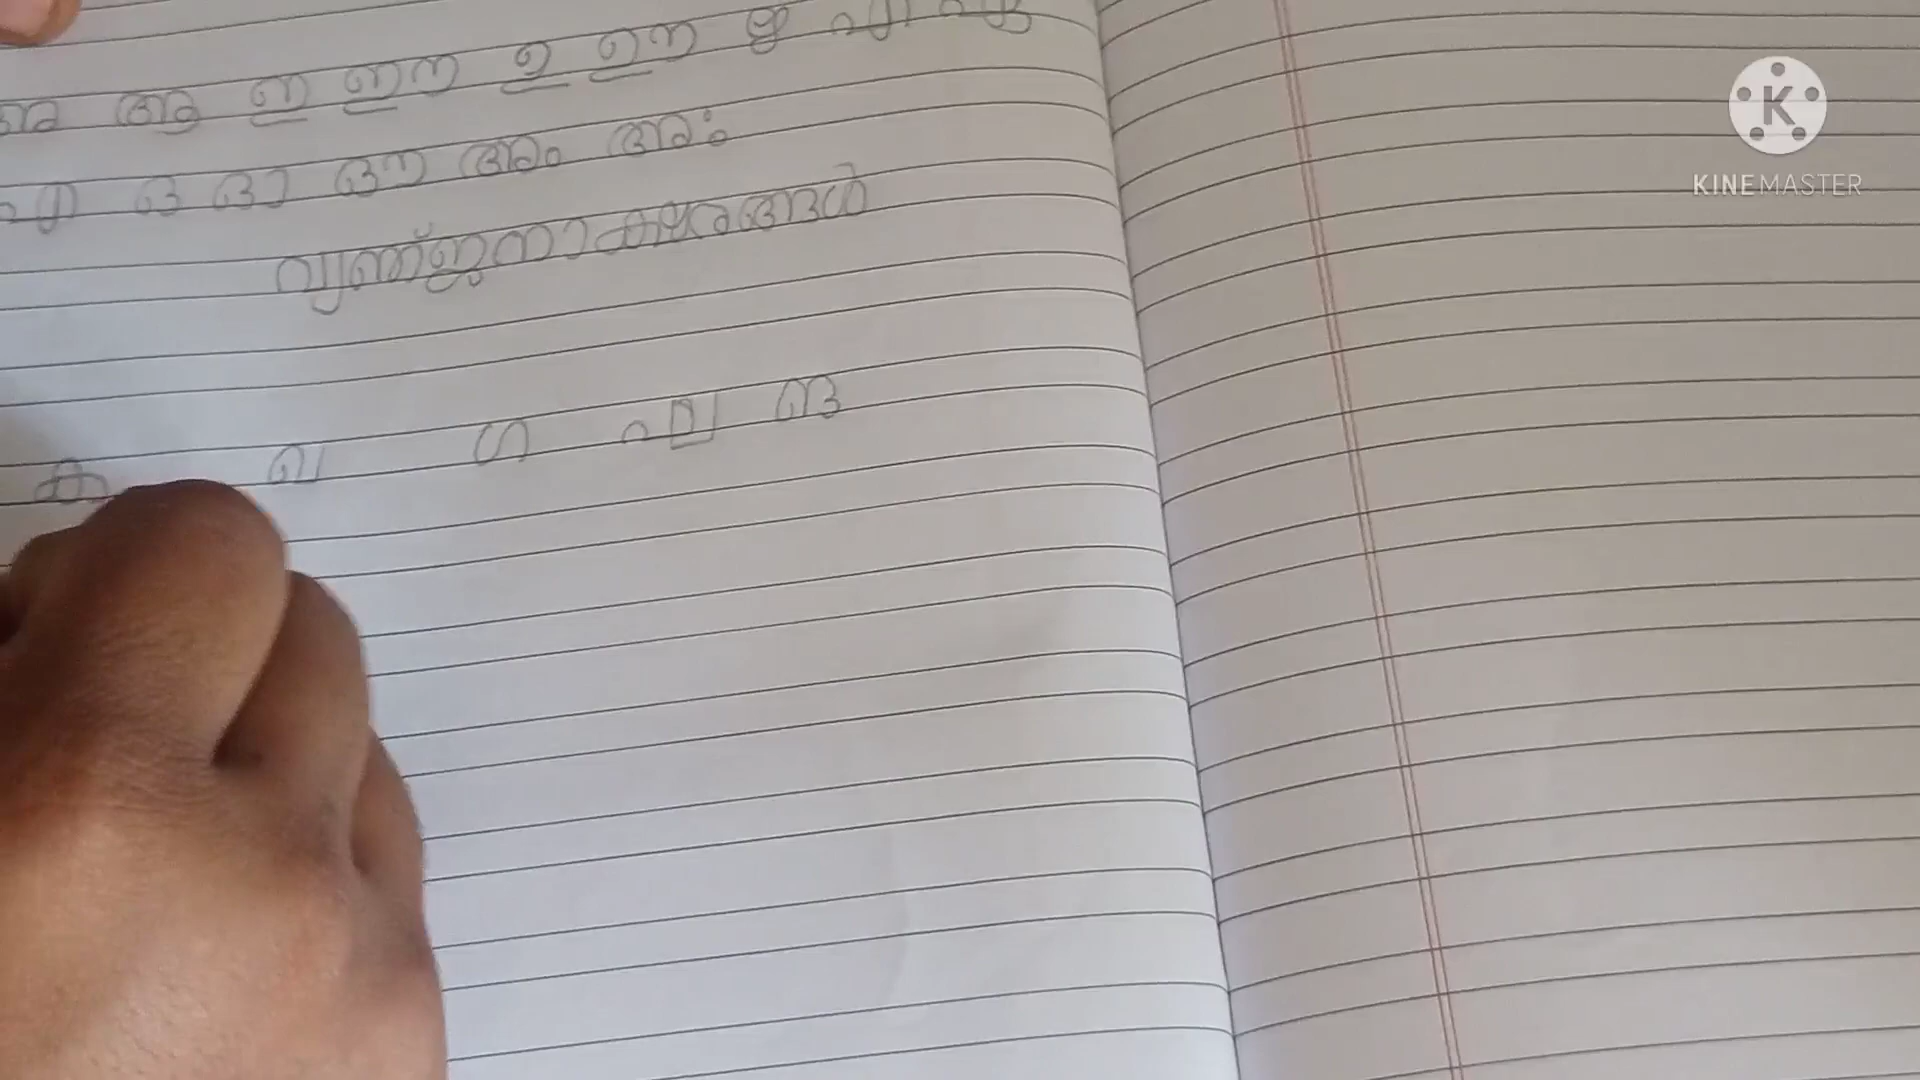 അ ആ ഇ ഈ ഉ ഊ ഋ എ
ഏ ഒ ഓ ഔ അം അഃ
വ്യഞ്ജനാക്ഷരങ്ങൾ
ക ഖ ഗ ഘ ങ
KINEMASTER